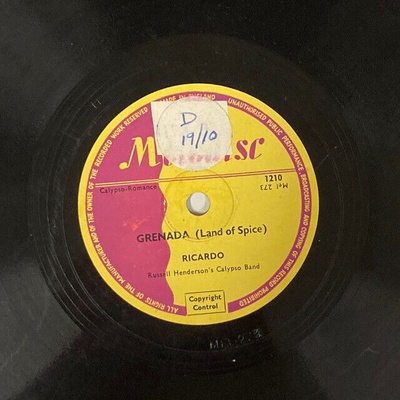 MADE IN ENGLAND
UNAUTHORISED PUBLIC PERFORMANCE, BROADCASTING AND COPYING OF THIS RECORD PROHIBITED
ALL RIGHTS OF THE MANUFACTURER AND OF THE OWNER OF THE RECORDED WORK RESERVED
D
19/10
Calypso-Romance
1210
Mel 273
GRENADA (Land of Spice)
RICARDO
Russell Henderson's Calypso Band
Copyright
Control